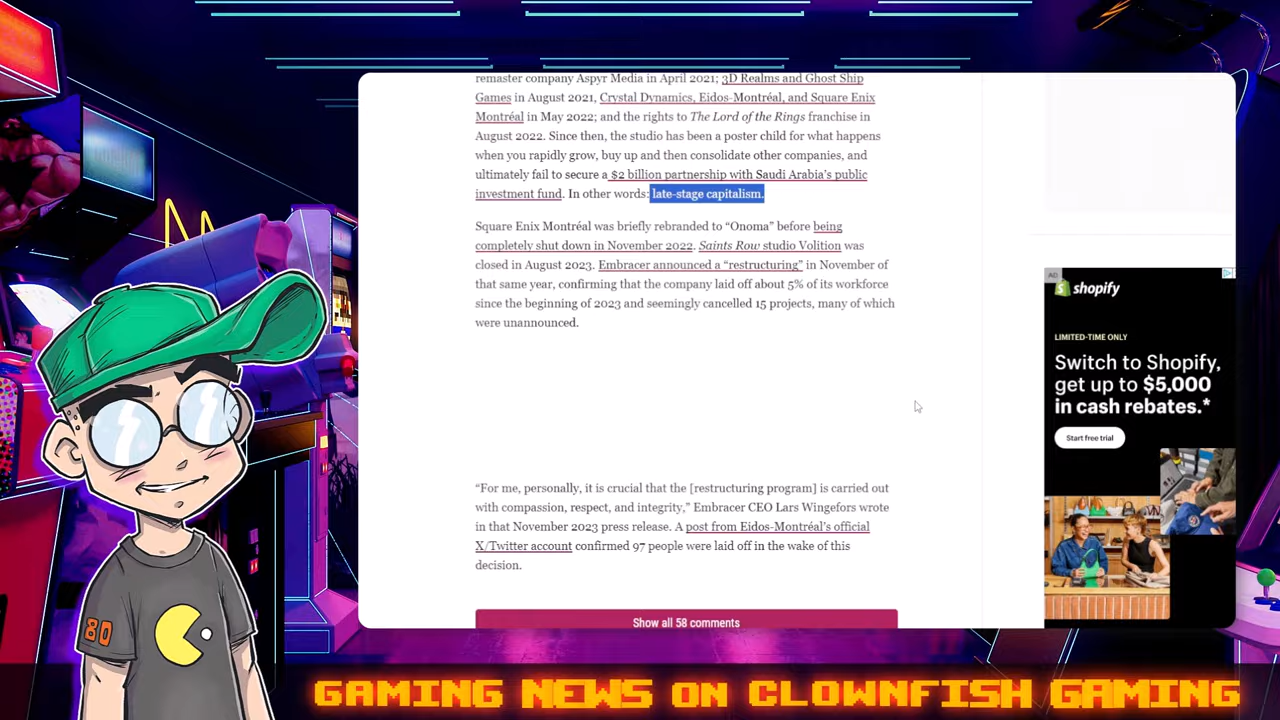 remaster company Aspyr Media in April 2021; 3D Realms and Ghost Ship
Games in August 2021, Crystal Dynamics, Eidos-Montréal, and Square Enix
Montréal in May 2022; and the rights to The Lord of the Rings franchise in
August 2022. Since then, the studio has been a poster child for what happens
when you rapidly grow, buy up and then consolidate other companies, and
ultimately fail to secure a $2 billion partnership with Saudi Arabia's public
investment fund. In other words: late-stage capitalism.
Square Enix Montréal was briefly rebranded to “Onoma” before being
completely shut down in November 2022. Saints Row studio Volition was
closed in August 2023. Embracer announced a “restructuring” in November of
that same year, confirming that the company laid off about 5% of its workforce
since the beginning of 2023 and seemingly cancelled 15 projects, many of which
were unannounced.
“For me, personally, it is crucial that the [restructuring program] is carried out
with compassion, respect, and integrity,” Embracer CEO Lars Wingefors wrote
in that November 2023 press release. A post from Eidos-Montréal's official
X/Twitter account confirmed 97 people were laid off in the wake of this
decision.
Show all 58 comments
AD
shopify
LIMITED-TIME ONLY
Switch to Shopify,
get up to $5,000
in cash rebates.*
Start free trial
80
GAMING NEWS ON CLOWNFISH GAMING